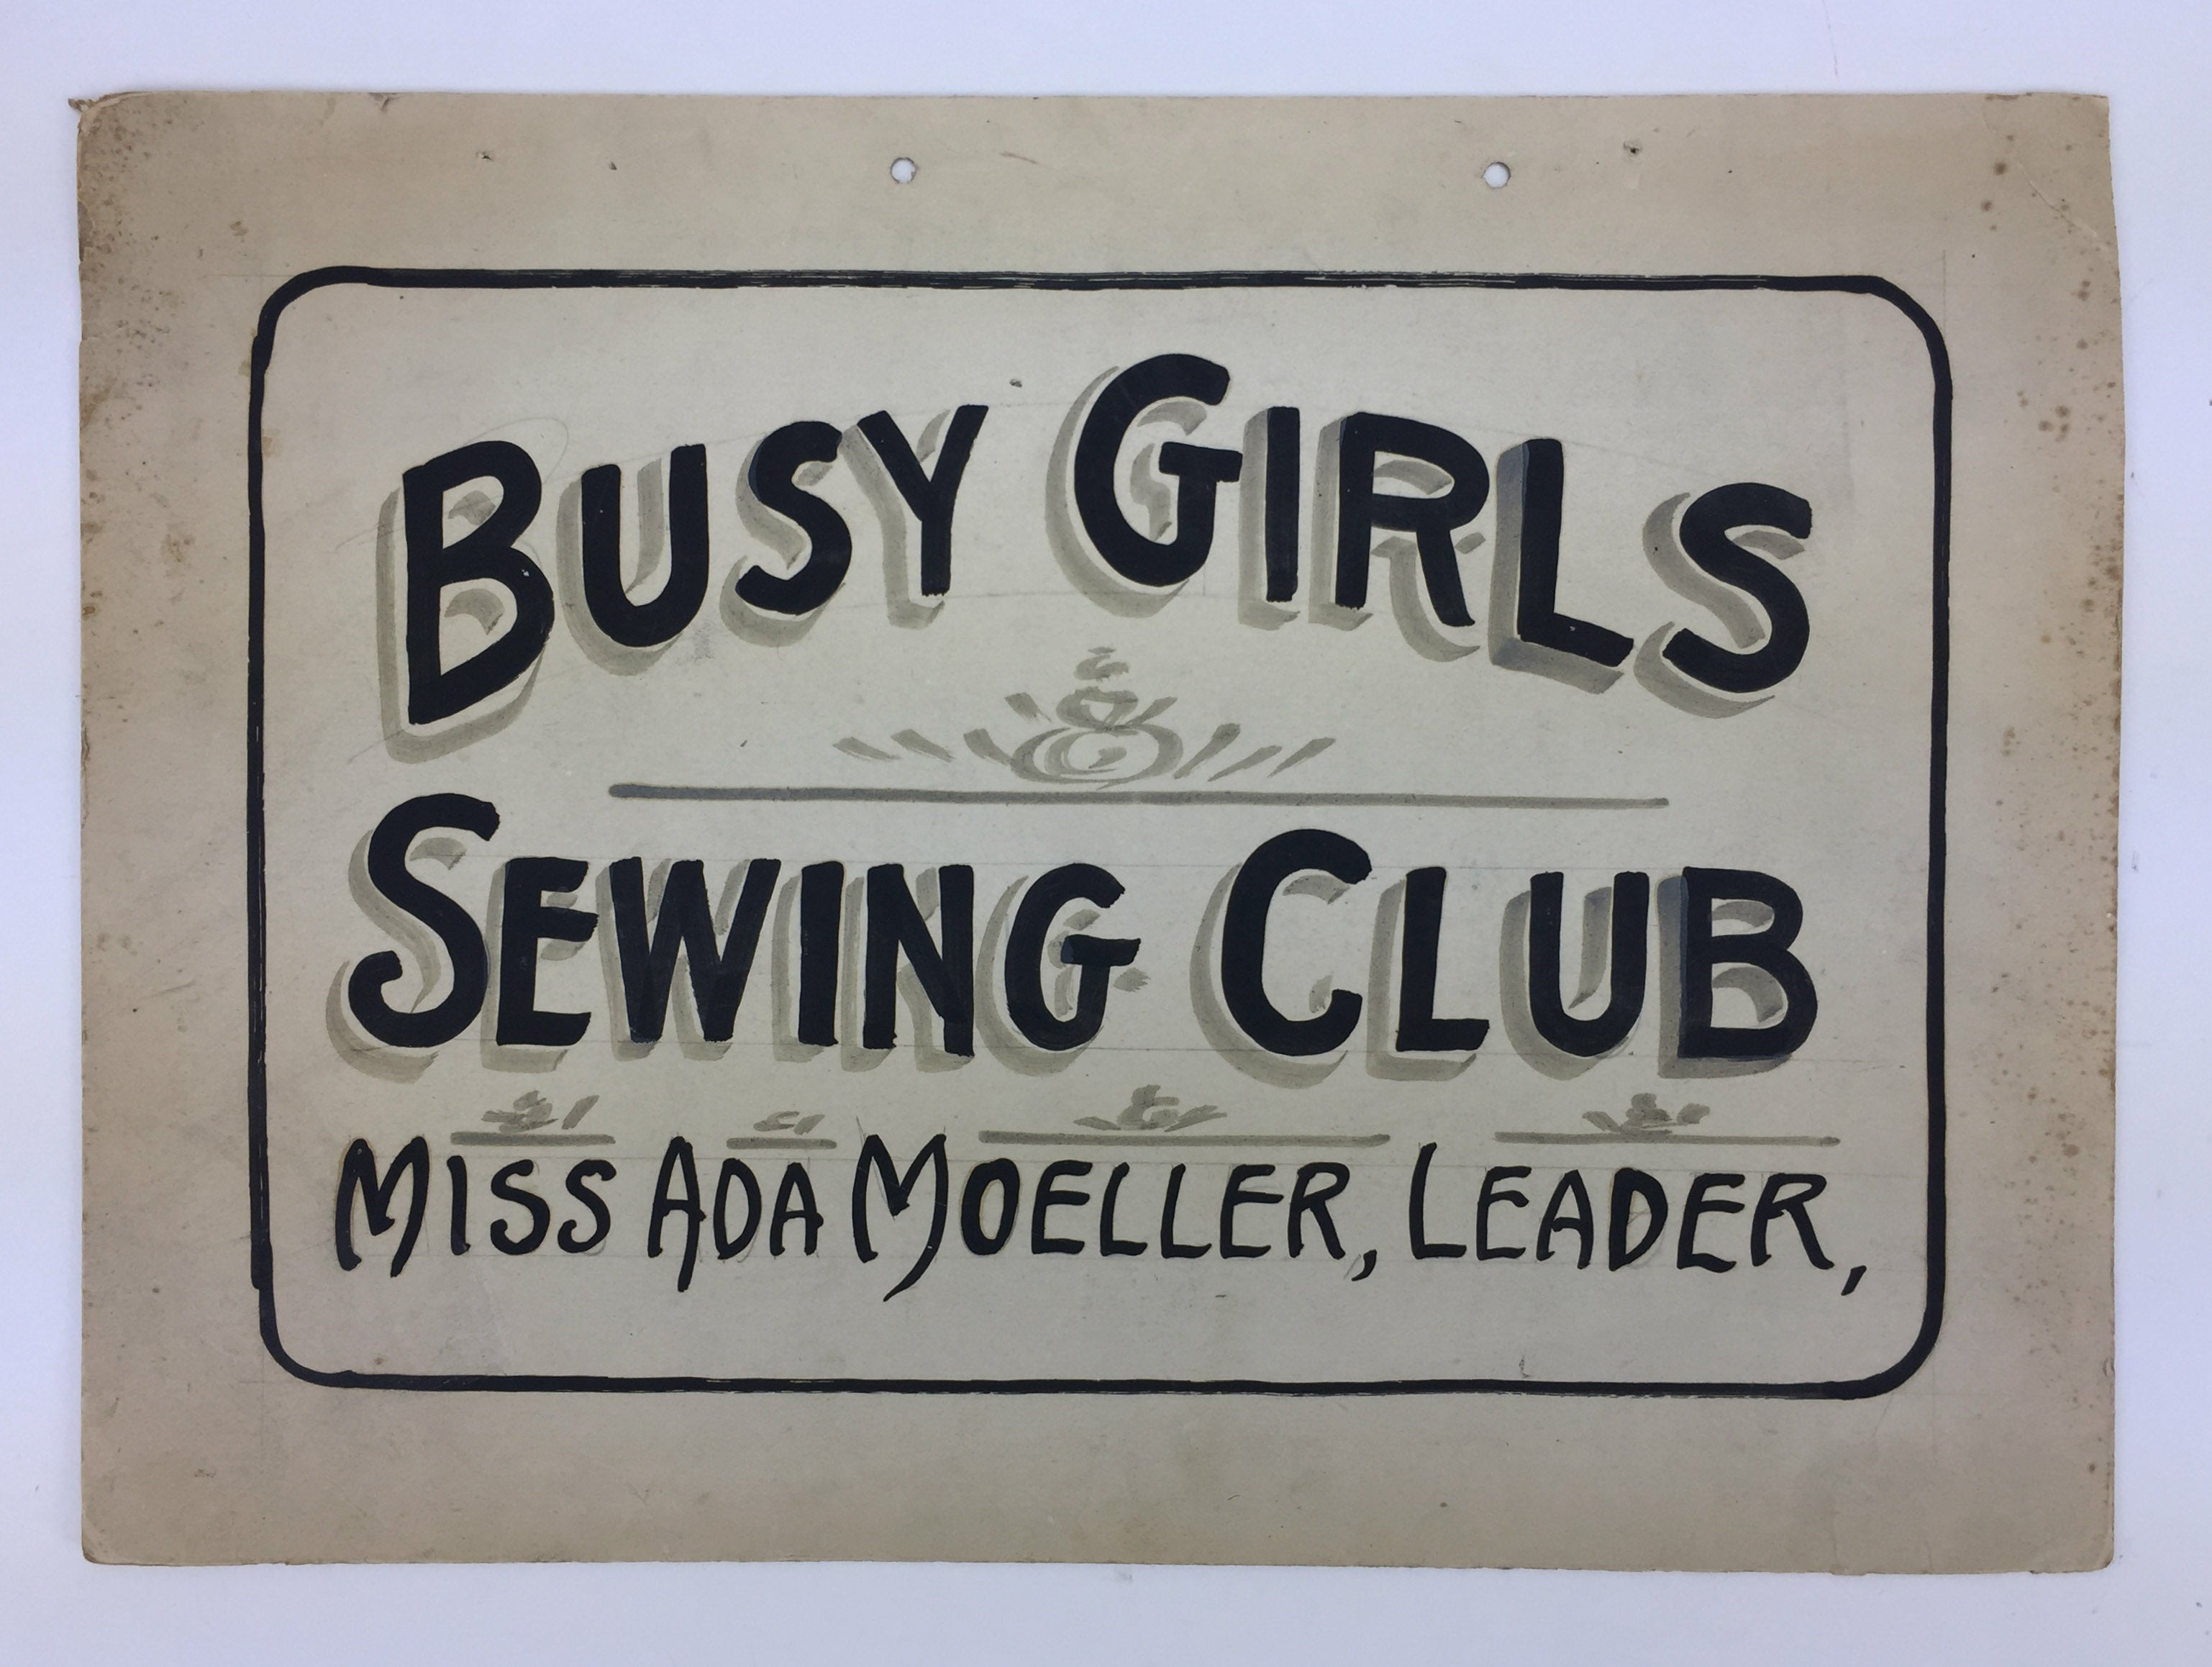 BUSY GIRLS
SEWING CLUB
MISS ADA MOELLER, LEADER,